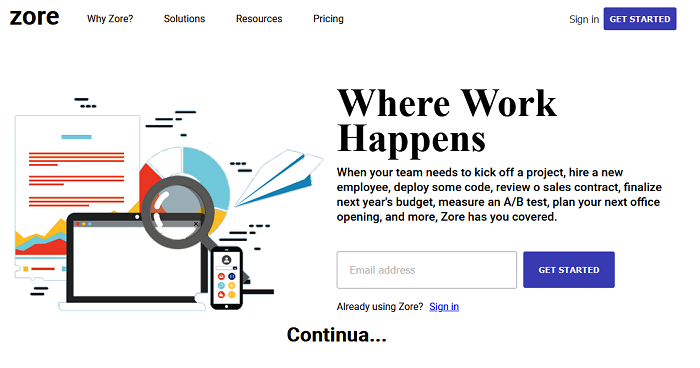 zore
Why Zore?
Solutions
Resources
Pricing
Sign in
GET STARTED
Where Work
Happens
When your team needs to kick off a project, hire a new
employee, deploy some code, review o sales contract, finalize
next year's budget, measure an A/B test, plan your next office
opening, and more, Zore has you covered.
Email address
GET STARTED
Already using Zore? Sign in
Continua...